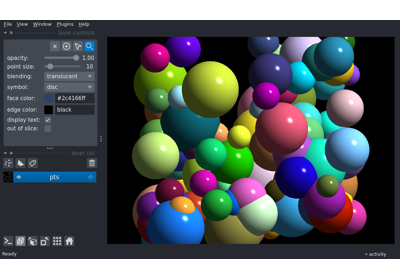 File View Window Plugins Help
layer controls
opacity: 1.00
point size: 10
blending: translucent
symbol: disc
face color: #2c4166ff
edge color: black
display text:
out of slice:
layer list
pts
Ready activity